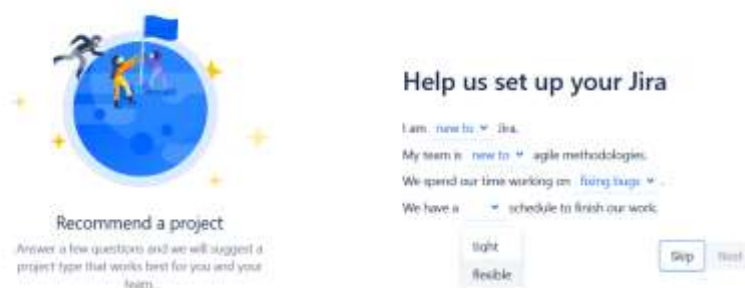 Recommend a project
Answer a few questions and we will suggest a
project type that works best for you and your
team.
Help us set up your Jira
I am new to Jira.
My team is new to agile methodologies.
We spend our time working on fixing bugs .
We have a schedule to finish our work.
tight
flexible
Skip Next